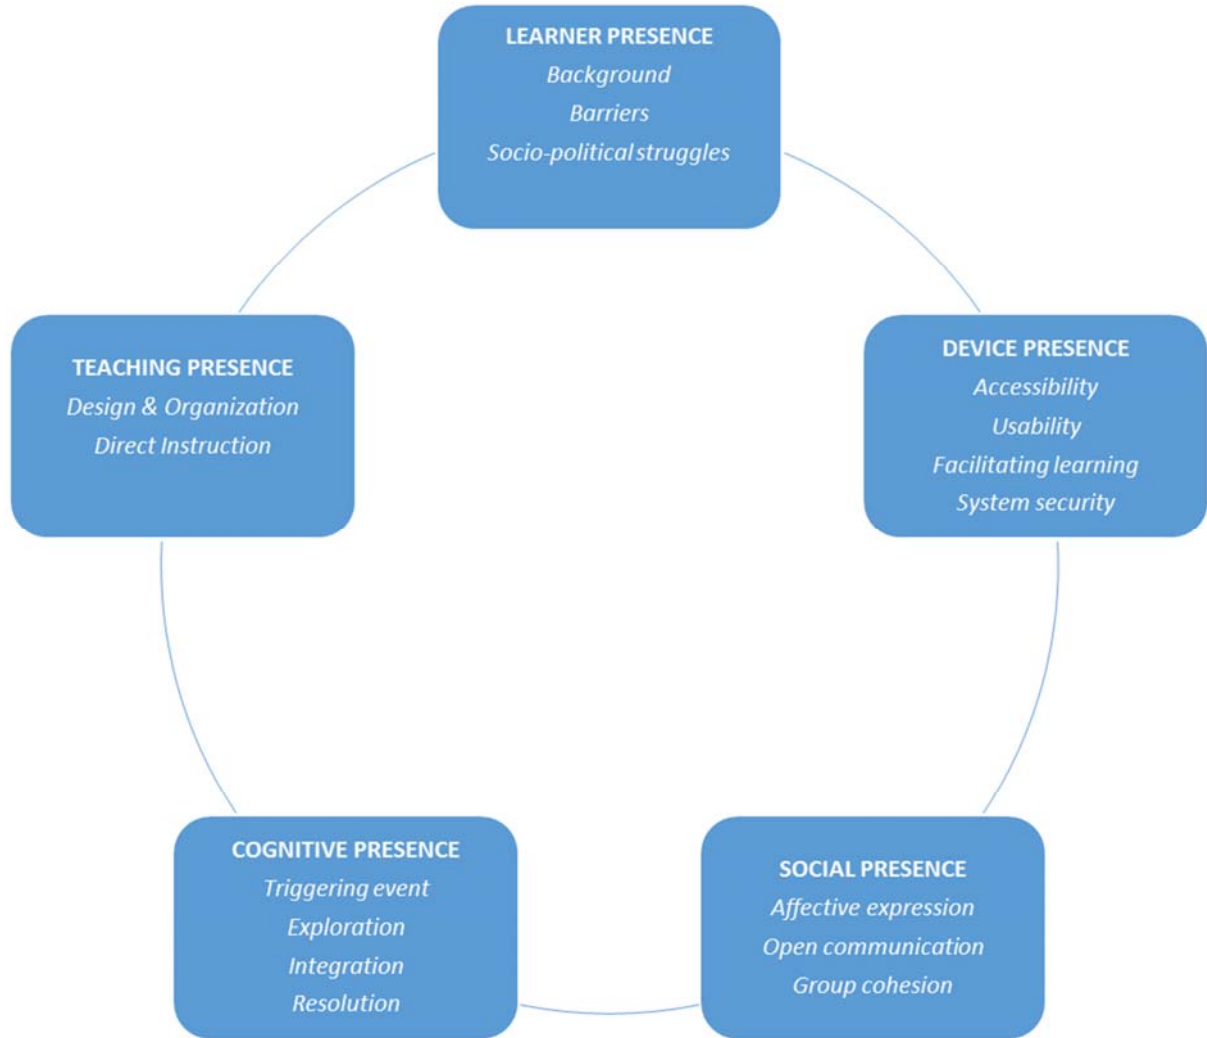 LEARNER PRESENCE
Background
Barriers
Socio-political struggles
DEVICE PRESENCE
Accessibility
Usability
Facilitating learning
System security
SOCIAL PRESENCE
Affective expression
Open communication
Group cohesion
COGNITIVE PRESENCE
Triggering event
Exploration
Integration
Resolution
TEACHING PRESENCE
Design & Organization
Direct Instruction